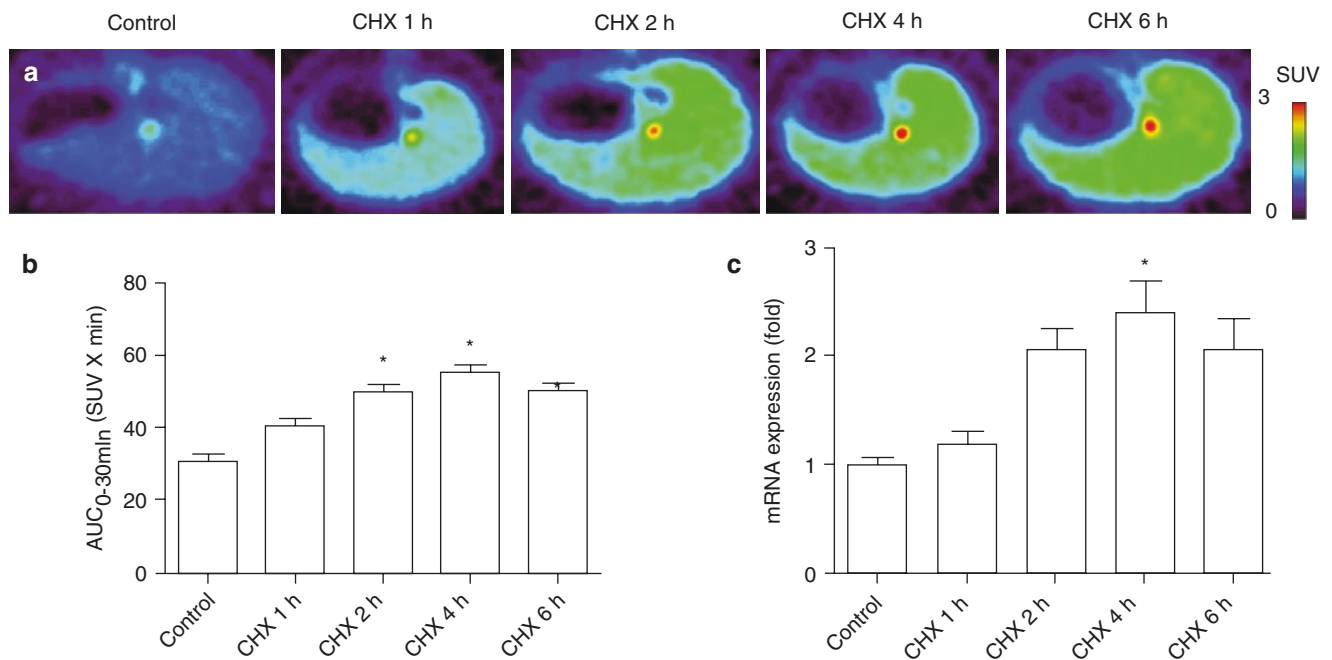 Control
CHX 1 h
CHX 2 h
CHX 4 h
CHX 6 h
a
SUV
3
0
b
AUC0-30mIn (SUV X min)
80
60
40
20
0
*
*
*
Control
CHX 1 h
CHX 2 h
CHX 4 h
CHX 6 h
c
mRNA expression (fold)
3
2
1
0
*
Control
CHX 1 h
CHX 2 h
CHX 4 h
CHX 6 h